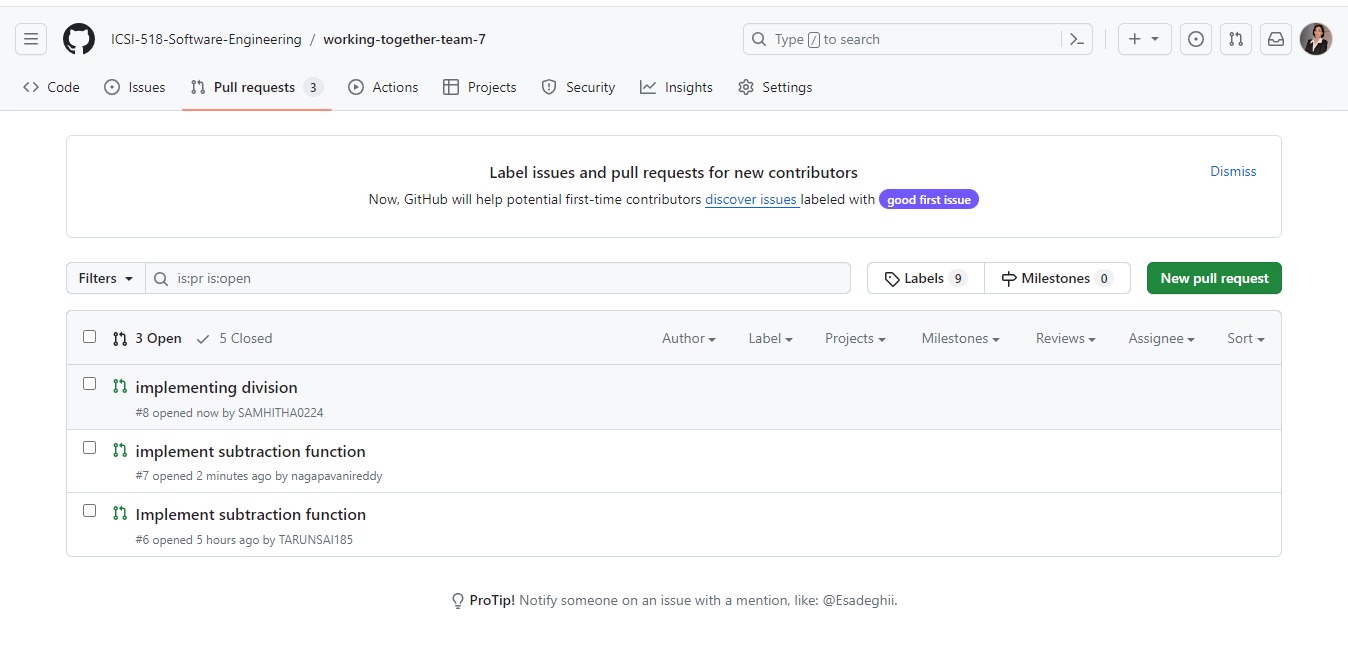 ICSI-518-Software-Engineering / working-together-team-7
Type / to search
Code Issues Pull requests 3 Actions Projects Security Insights Settings
Label issues and pull requests for new contributors
Dismiss
Now, GitHub will help potential first-time contributors discover issues labeled with good first issue
Filters is:pr is:open Labels 9 Milestones 0 New pull request
3 Open 5 Closed Author Label Projects Milestones Reviews Assignee Sort
implementing division
#8 opened now by SAMHITHA0224
implement subtraction function
#7 opened 2 minutes ago by nagapavanireddy
Implement subtraction function
#6 opened 5 hours ago by TARUNSAI185
ProTip! Notify someone on an issue with a mention, like: @Esadeghii.